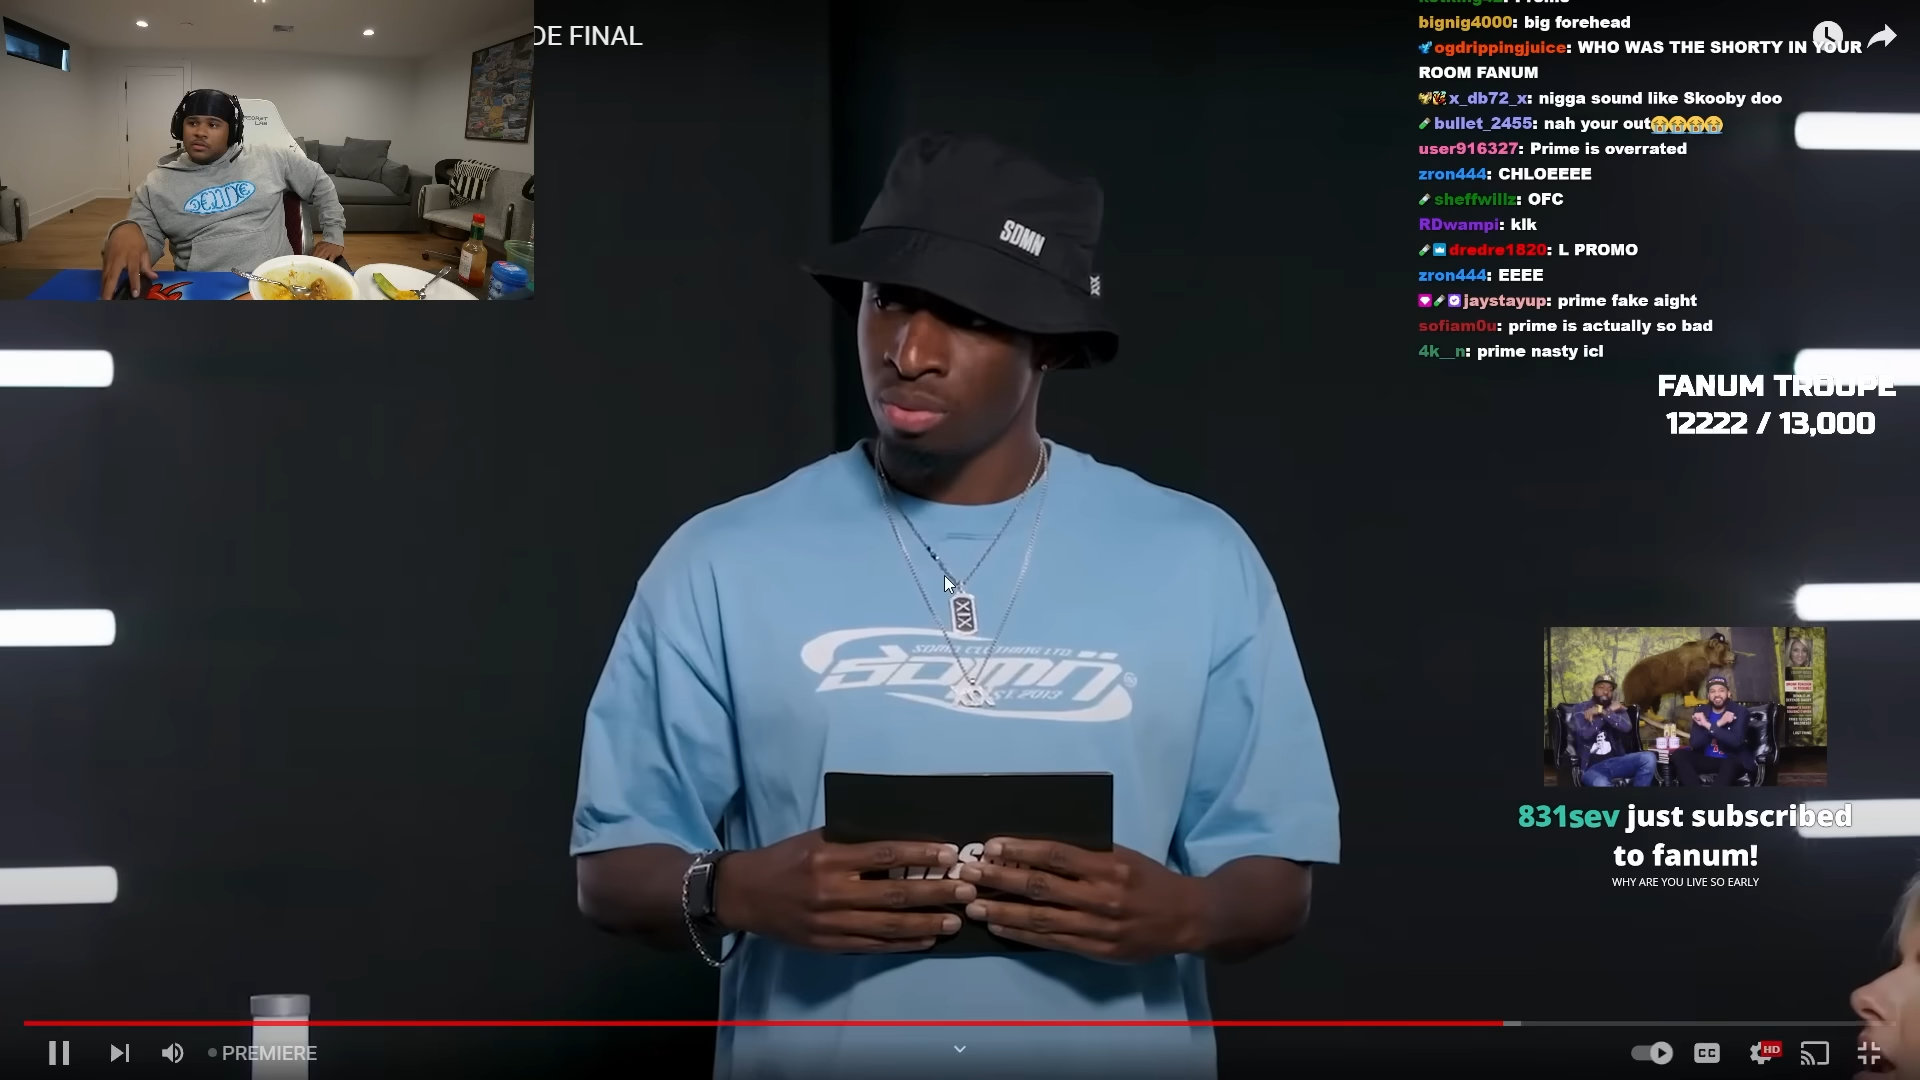 DE FINAL
bignig4000: big forehead
ogdrippingjuice: WHO WAS THE SHORTY IN YOUR
ROOM FANUM
x_db72_x: nigga sound like Skooby doo
bullet_2455: nah your out😭😭😭😭
user916327: Prime is overrated
zron444: CHLOEEEE
sheffwillz: OFC
RDwampi: klk
dredre1820: L PROMO
zron444: EEEE
jaystayup: prime fake aight
sofiam0u: prime is actually so bad
4k__n: prime nasty icl
FANUM TROUPE
12222 / 13,000
SDMN
XIX
XIX
SDMN CLOTHING LTD
SDMN
EST 2013
831sev just subscribed
to fanum!
WHY ARE YOU LIVE SO EARLY
PREMIERE
CC
HD